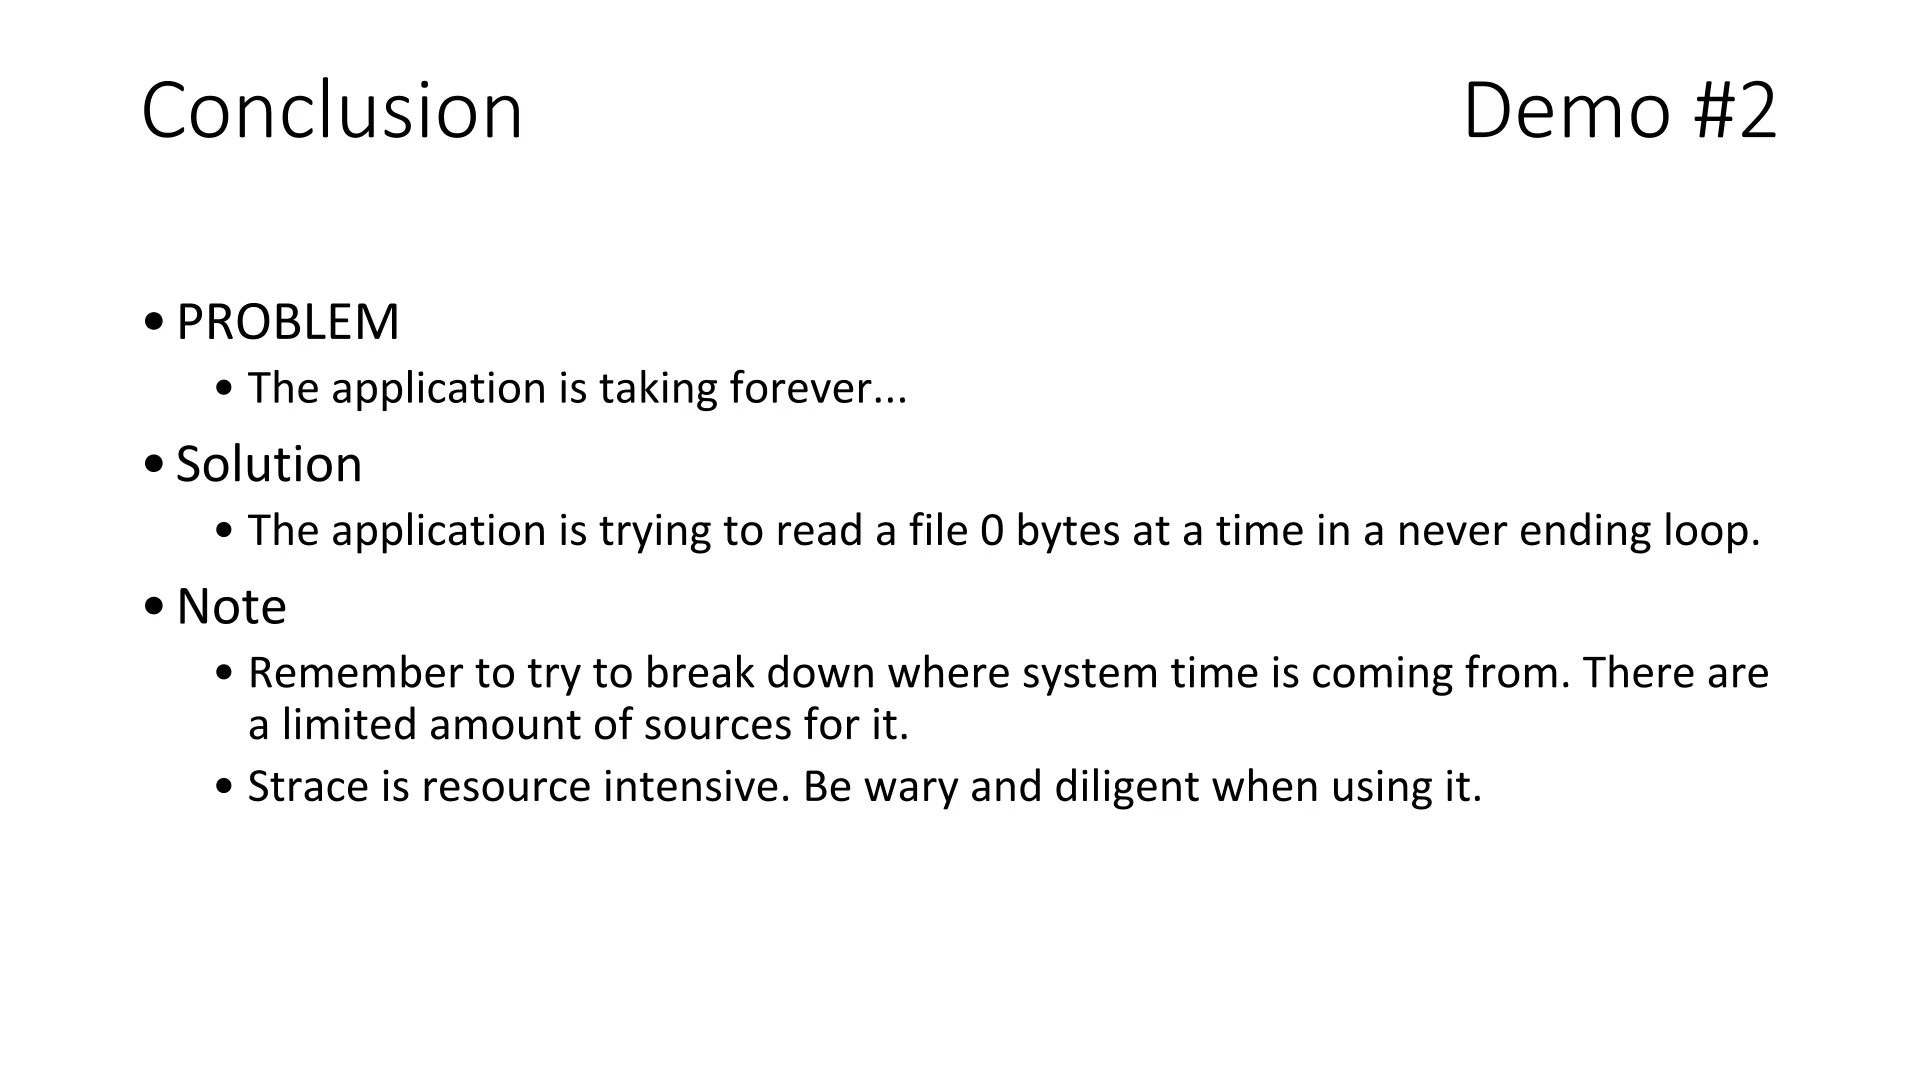 Conclusion Demo #2
• PROBLEM
• The application is taking forever...
• Solution
• The application is trying to read a file 0 bytes at a time in a never ending loop.
• Note
• Remember to try to break down where system time is coming from. There are
a limited amount of sources for it.
• Strace is resource intensive. Be wary and diligent when using it.